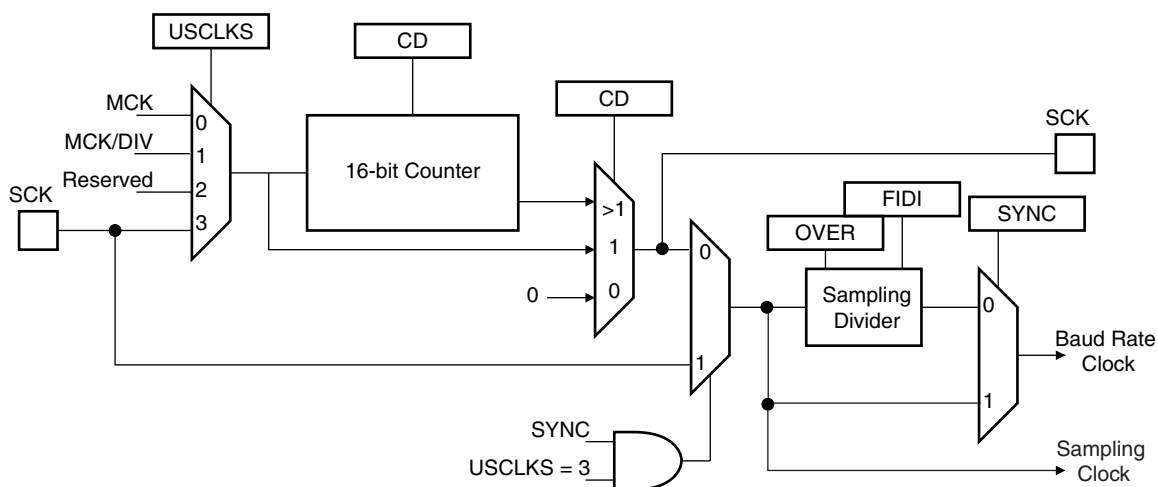 USCLKS
CD
CD
MCK
MCK/DIV
Reserved
SCK
0
1
2
3
16-bit Counter
>1
1
0
0
SCK
0
1
FIDI
OVER
SYNC
Sampling
Divider
0
1
Baud Rate
Clock
SYNC
USCLKS = 3
Sampling
Clock